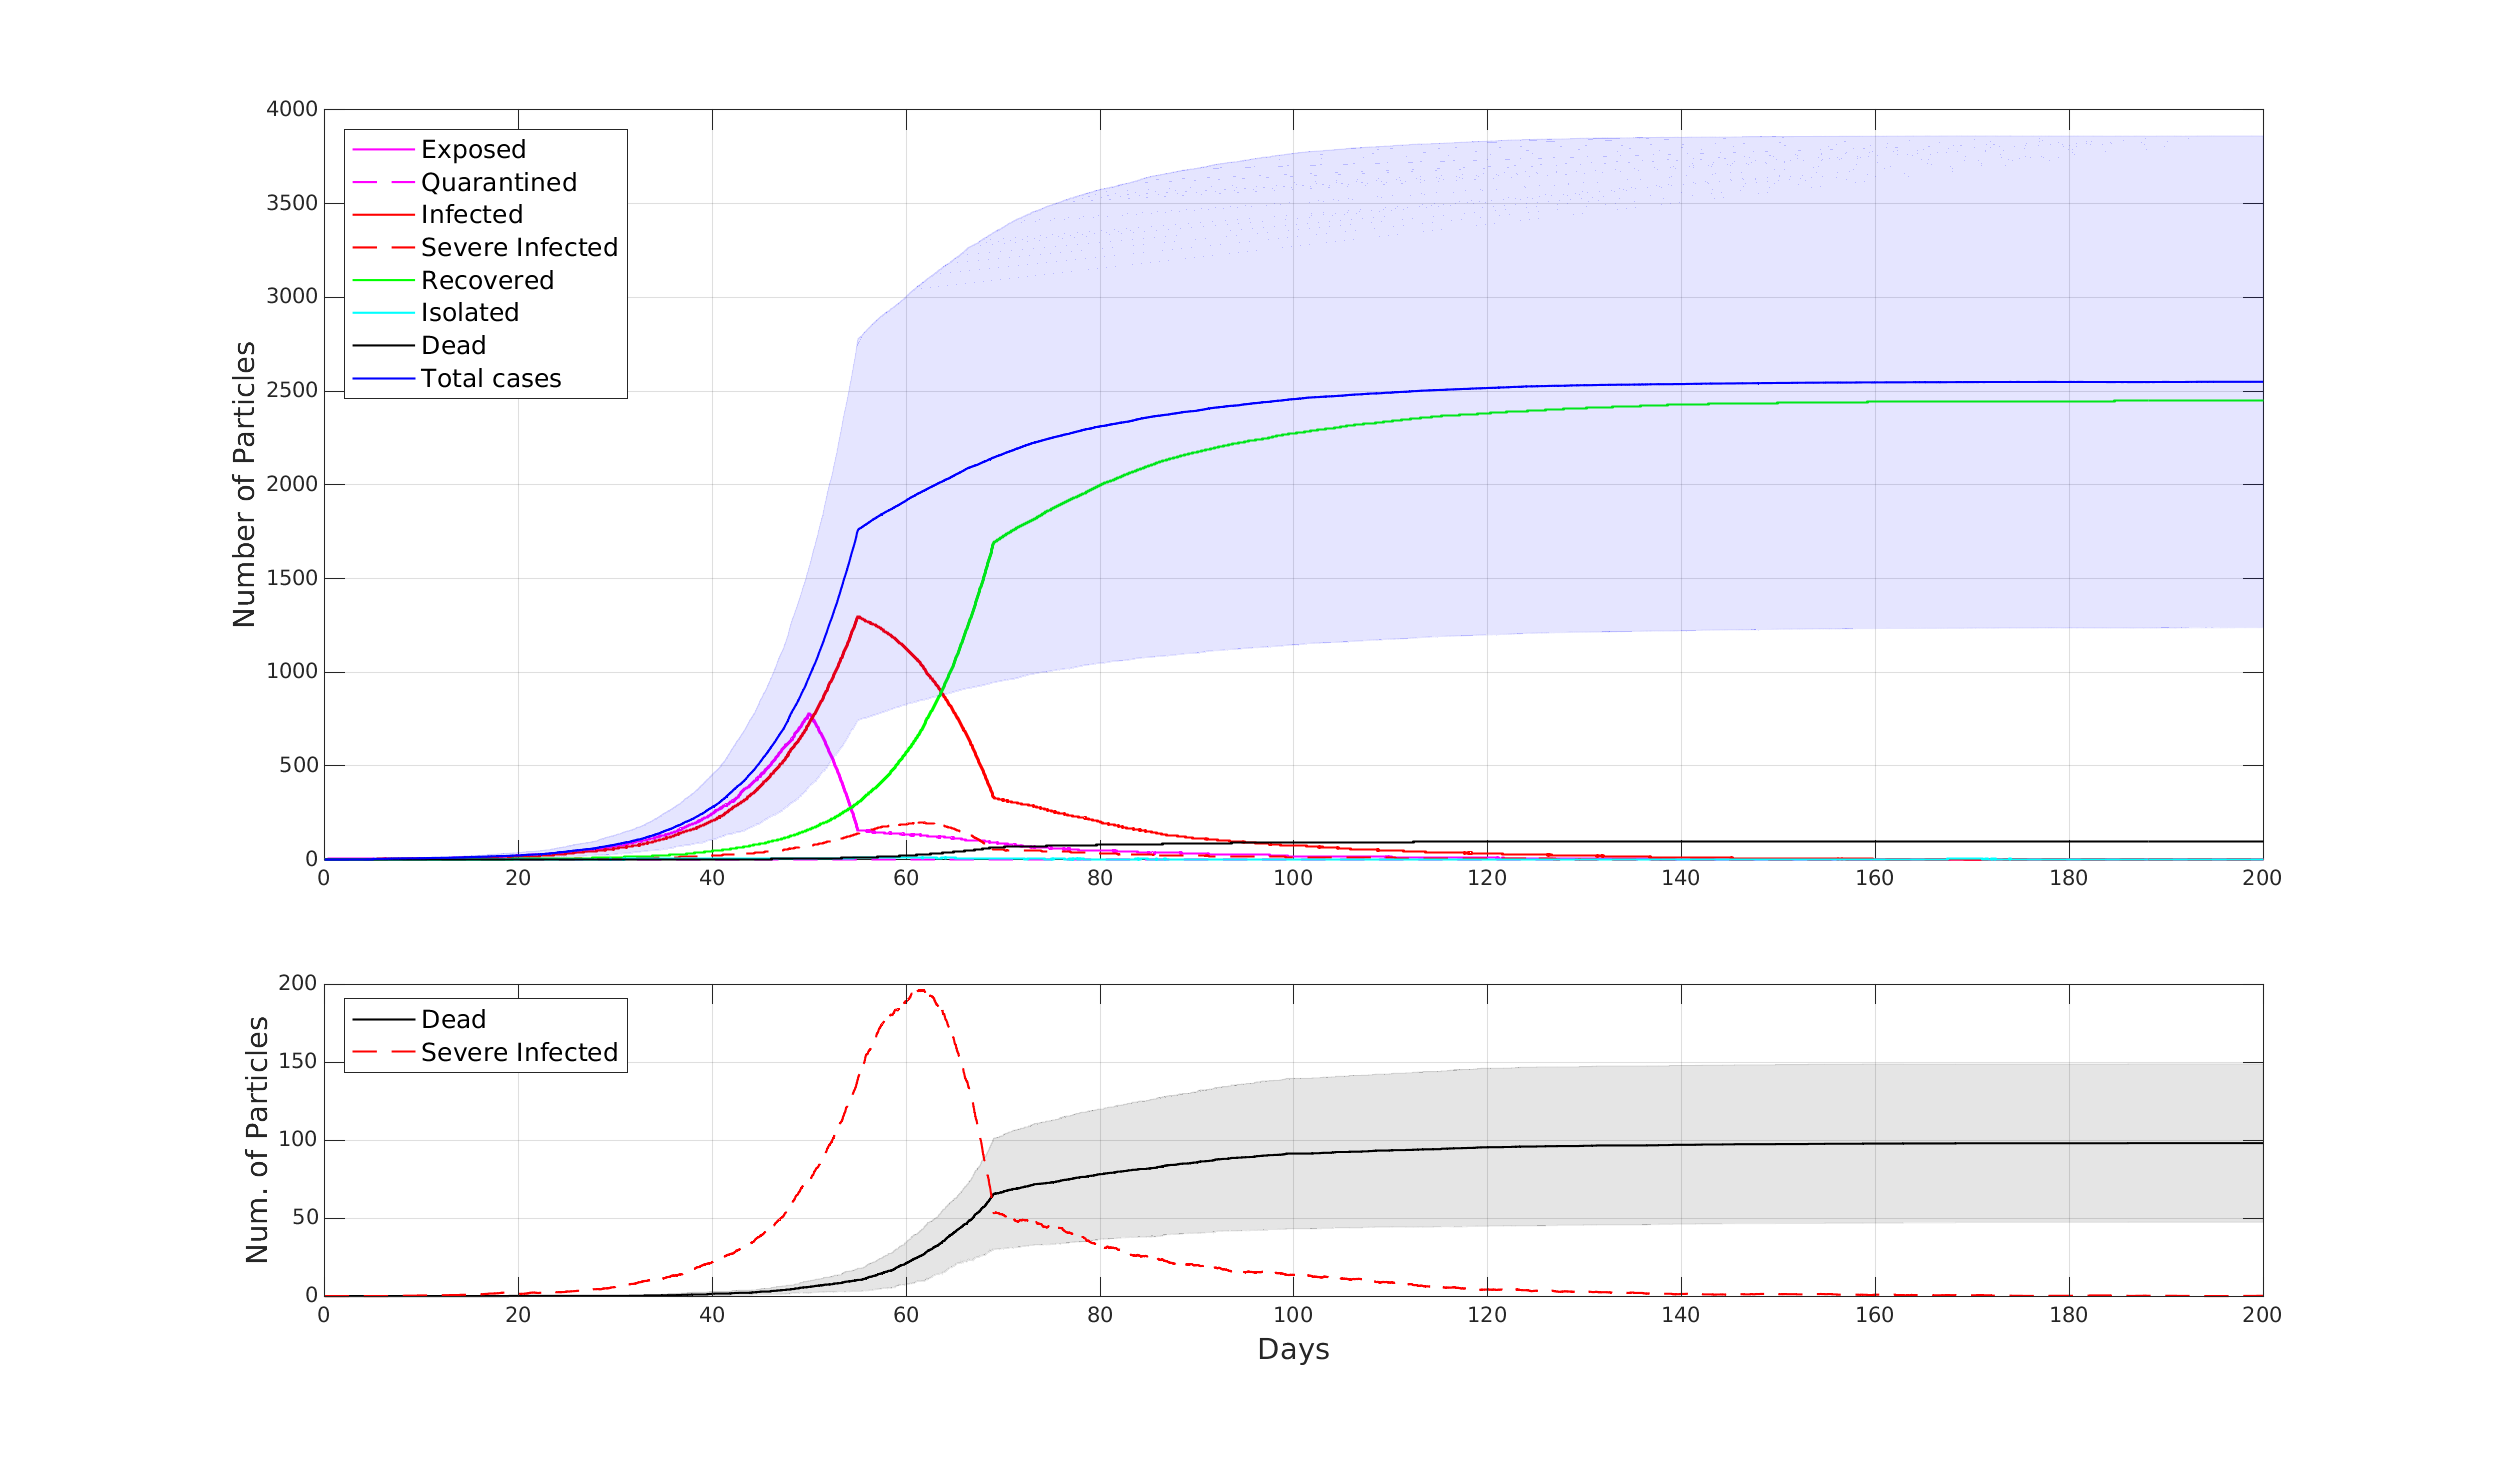 4000
3500
3000
2500
2000
1500
1000
500
0
Number of Particles
Exposed
Quarantined
Infected
Severe Infected
Recovered
Isolated
Dead
Total cases
0 20 40 60 80 100 120 140 160 180 200
200
150
100
50
0
Num. of Particles
Dead
Severe Infected
0 20 40 60 80 100 120 140 160 180 200
Days